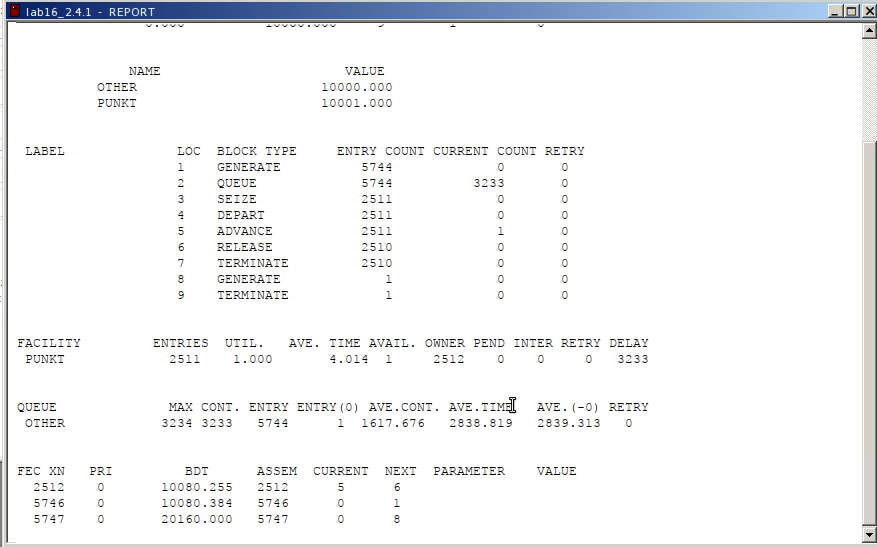 lab16_2.4.1 - REPORT
NAME VALUE
OTHER 10000.000
PUNKT 10001.000
LABEL LOC BLOCK TYPE ENTRY COUNT CURRENT COUNT RETRY
1 GENERATE 5744 0 0
2 QUEUE 5744 3233 0
3 SEIZE 2511 0 0
4 DEPART 2511 0 0
5 ADVANCE 2511 1 0
6 RELEASE 2510 0 0
7 TERMINATE 2510 0 0
8 GENERATE 1 0 0
9 TERMINATE 1 0 0
FACILITY ENTRIES UTIL. AVE. TIME AVAIL. OWNER PEND INTER RETRY DELAY
PUNKT 2511 1.000 4.014 1 2512 0 0 0 3233
QUEUE MAX CONT. ENTRY ENTRY(0) AVE.CONT. AVE.TIME AVE.(-0) RETRY
OTHER 3234 3233 5744 1 1617.676 2838.819 2839.313 0
FEC XN PRI BDT ASSEM CURRENT NEXT PARAMETER VALUE
2512 0 10080.255 2512 5 6
5746 0 10080.384 5746 0 1
5747 0 20160.000 5747 0 8